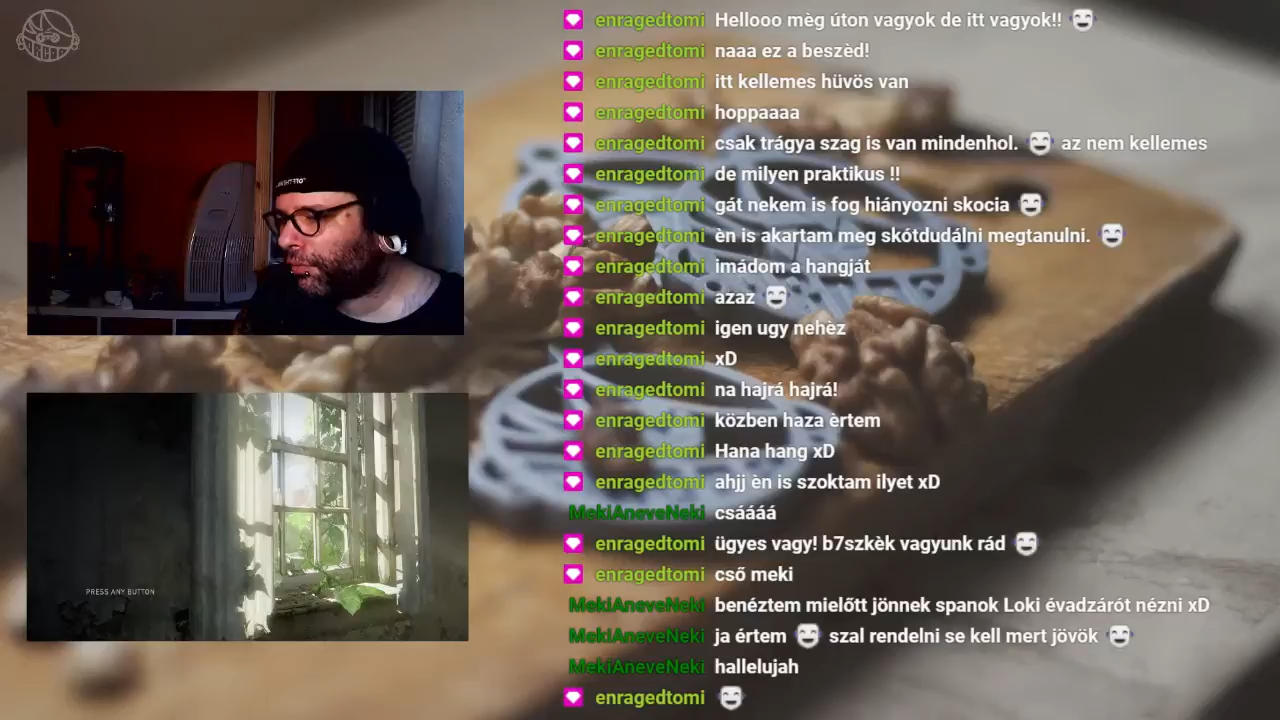 enragedtomi Hellooo mèg úton vagyok de itt vagyok!!
enragedtomi naaa ez a beszèd!
enragedtomi itt kellemes hüvös van
enragedtomi hoppaaaa
enragedtomi csak trágya szag is van mindenhol. az nem kellemes
enragedtomi de milyen praktikus !!
enragedtomi gát nekem is fog hiányozni skocia
enragedtomi èn is akartam meg skótdudálni megtanulni.
enragedtomi imádom a hangját
enragedtomi azaz
enragedtomi igen ugy nehèz
enragedtomi xD
enragedtomi na hajrá hajrá!
enragedtomi közben haza èrtem
enragedtomi Hana hang xD
enragedtomi ahjj èn is szoktam ilyet xD
MekiAneveNeki csáááá
enragedtomi ügyes vagy! b7szkèk vagyunk rád
enragedtomi cső meki
MekiAneveNeki benéztem mielőtt jönnek spanok Loki évadzárót nézni xD
MekiAneveNeki ja értem szal rendelni se kell mert jövök
MekiAneveNeki hallelujah
enragedtomi
PRESS ANY BUTTON